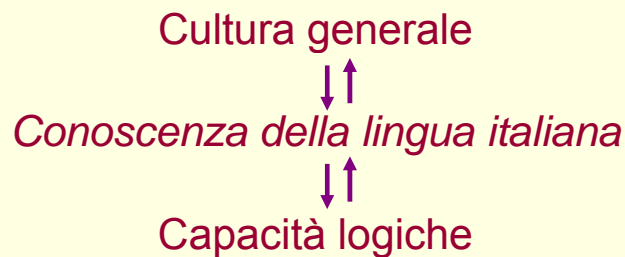 Cultura generale
Conoscenza della lingua italiana
Capacità logiche